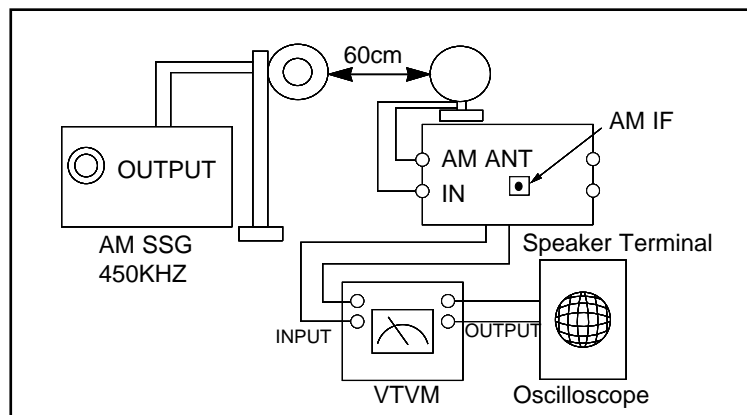 60cm
AM IF
OUTPUT
AM ANT
IN
AM SSG
450KHZ
Speaker Terminal
INPUT
OUTPUT
VTVM
Oscilloscope